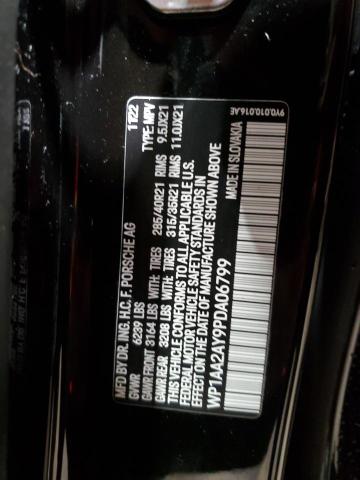 MFD BY DR. ING. H.C. F. PORSCHE AG 11/22
GVWR 6239 LBS TYPE: MPV
GAWR FRONT 3164 LBS WITH: TIRES 285/40R21 RIMS 9.5JX21
GAWR REAR 3208 LBS WITH: TIRES 315/35R21 RIMS 11.0JX21
THIS VEHICLE CONFORMS TO ALL APPLICABLE U.S.
FEDERAL MOTOR VEHICLE SAFETY STANDARDS IN
EFFECT ON THE DATE OF MANUFACTURE SHOWN ABOVE
WP1AA2AY9PDA06799 MADE IN SLOVAKIA
9Y0.010.016.AE